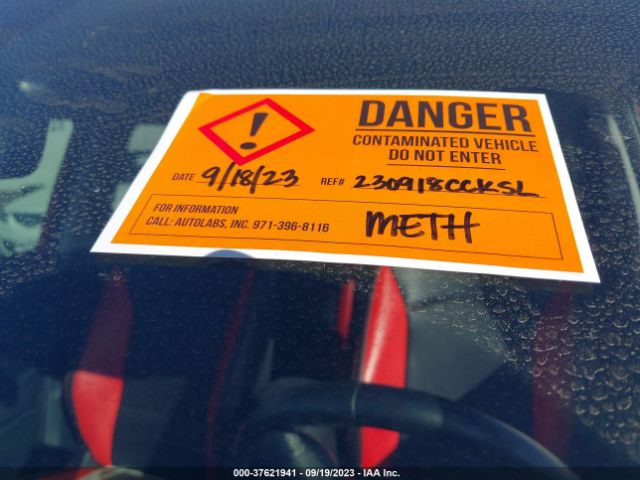 DANGER
CONTAMINATED VEHICLE
DO NOT ENTER
DATE 9/18/23 REF# 230918CCKSL
FOR INFORMATION
CALL: AUTOLABS, INC. 971-396-8116
METH
000-37621941 - 09/19/2023 - IAA Inc.